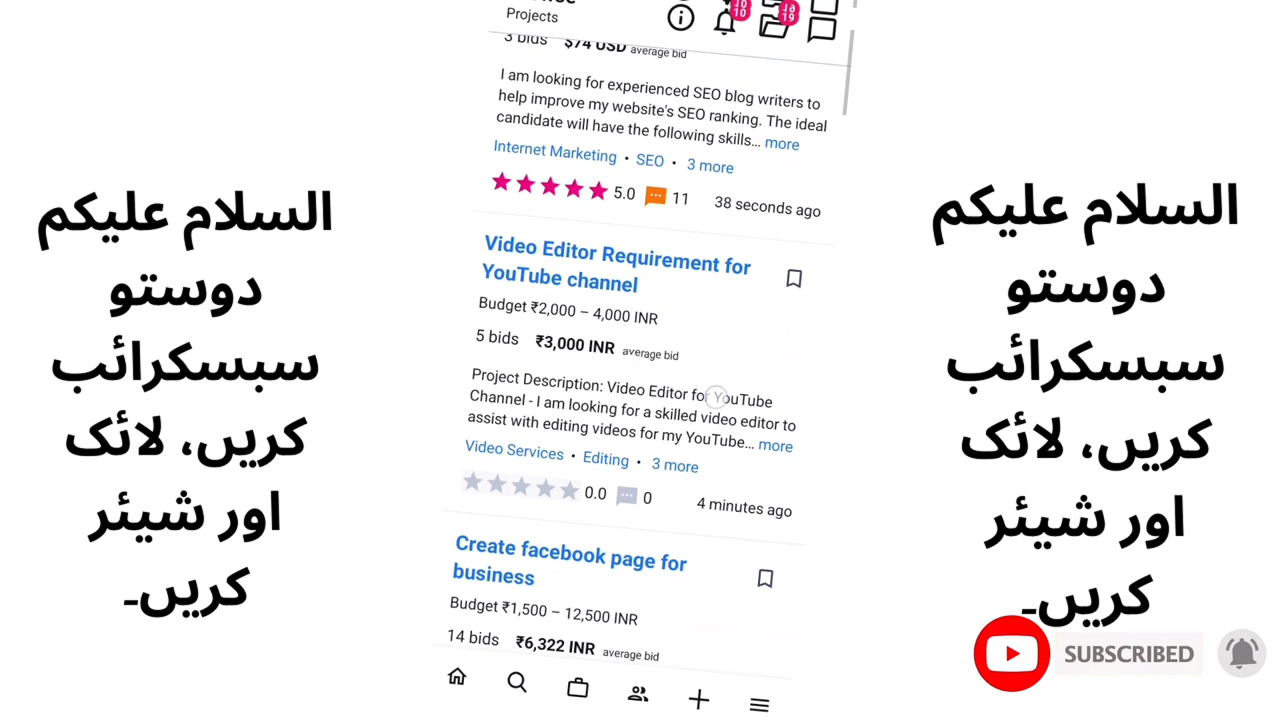 السلام علیکم
دوستو
سبسکرائب
کریں، لائک
اور شیئر
کریں۔
Projects
3 bids $74 USD average bid
I am looking for experienced SEO blog writers to
help improve my website's SEO ranking. The ideal
candidate will have the following skills... more
Internet Marketing • SEO • 3 more
5.0 11 38 seconds ago
Video Editor Requirement for
YouTube channel
Budget ₹2,000 – 4,000 INR
5 bids ₹3,000 INR average bid
Project Description: Video Editor for YouTube
Channel - I am looking for a skilled video editor to
assist with editing videos for my YouTube... more
Video Services • Editing • 3 more
0.0 0 4 minutes ago
Create facebook page for
business
Budget ₹1,500 – 12,500 INR
14 bids ₹6,322 INR average bid
السلام علیکم
دوستو
سبسکرائب
کریں، لائک
اور شیئر
کریں۔
SUBSCRIBED